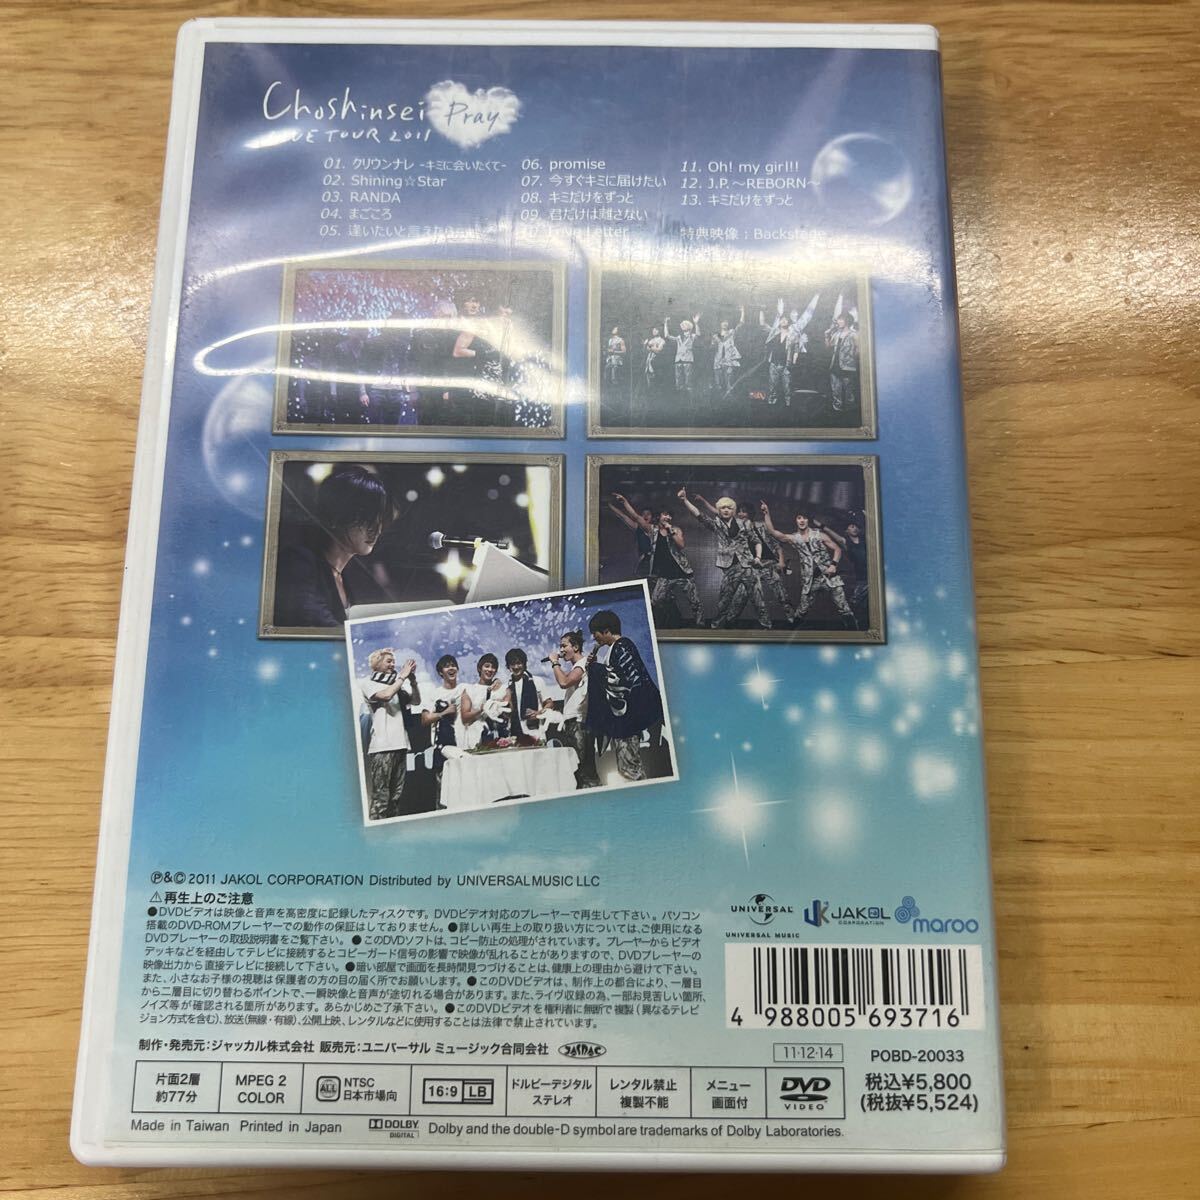 Choshinsei Pray
LIVE TOUR 2011
01. クリウンナレ -キミに会いたくて-
02. Shining☆Star
03. RANDA
04. まごころ
05. 逢いたいと言えたら
06. promise
07. 今すぐキミに届けたい
08. キミだけをずっと
09. 君だけは離さない
10. Love Letter
11. Oh! my girl!!
12. J.P.～REBORN～
13. キミだけをずっと
特典映像：Backstage
℗&© 2011 JAKOL CORPORATION Distributed by UNIVERSAL MUSIC LLC
⚠再生上のご注意
●DVDビデオは映像と音声を高密度に記録したディスクです。DVDビデオ対応のプレーヤーで再生して下さい。パソコン
搭載のDVD-ROMプレーヤーでの動作の保証はしておりません。●詳しい再生上の取り扱い方については、ご使用になる
DVDプレーヤーの取扱説明書をご覧下さい。●このDVDソフトは、コピー防止の処理がされています。プレーヤーからビデオ
デッキなどを経由してテレビに接続するとコピーガード信号の影響で映像が乱れることがありますので、DVDプレーヤーの
映像出力から直接テレビに接続して下さい。●暗い部屋で画面を長時間見つづけることは、健康上の理由から避けて下さい。
また、小さなお子様の視聴は保護者の方の目の届く所でお願いします。●このDVDビデオは、制作上の都合により、一層目
から二層目に切り替わるポイントで、一瞬映像と音声が途切れる場合があります。また、ライヴ収録の為、一部お見苦しい箇所、
ノイズ等が確認される箇所があります。あらかじめご了承下さい。●このDVDビデオを権利者に無断で複製(異なるテレビ
ジョン方式を含む)、放送(無線・有線)、公開上映、レンタルなどに使用することは法律で禁止されています。
制作・発売元：ジャッカル株式会社 販売元：ユニバーサル ミュージック合同会社
UNIVERSAL
UNIVERSAL MUSIC
JAKOL
CORPORATION
maroo
4 988005 693716
11・12・14
POBD-20033
税込¥5,800
(税抜¥5,524)
片面2層
約77分
MPEG 2
COLOR
ALL
NTSC
日本市場向
16:9 LB
ドルビーデジタル
ステレオ
レンタル禁止
複製不能
メニュー
画面付
DVD
VIDEO
Made in Taiwan Printed in Japan
DOLBY
DIGITAL
Dolby and the double-D symbol are trademarks of Dolby Laboratories.